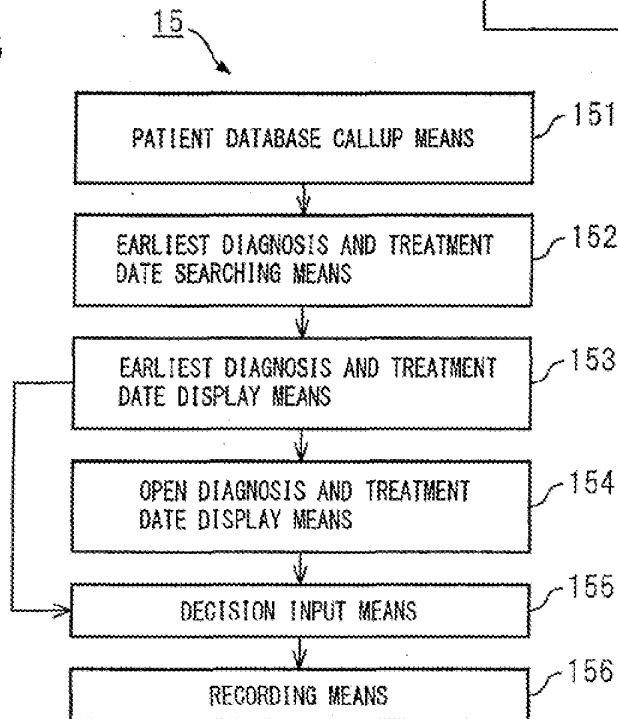 15
PATIENT DATABASE CALLUP MEANS
151
EARLIEST DIAGNOSIS AND TREATMENT
DATE SEARCHING MEANS
152
EARLIEST DIAGNOSIS AND TREATMENT
DATE DISPLAY MEANS
153
OPEN DIAGNOSIS AND TREATMENT
DATE DISPLAY MEANS
154
DECISION INPUT MEANS
155
RECORDING MEANS
156